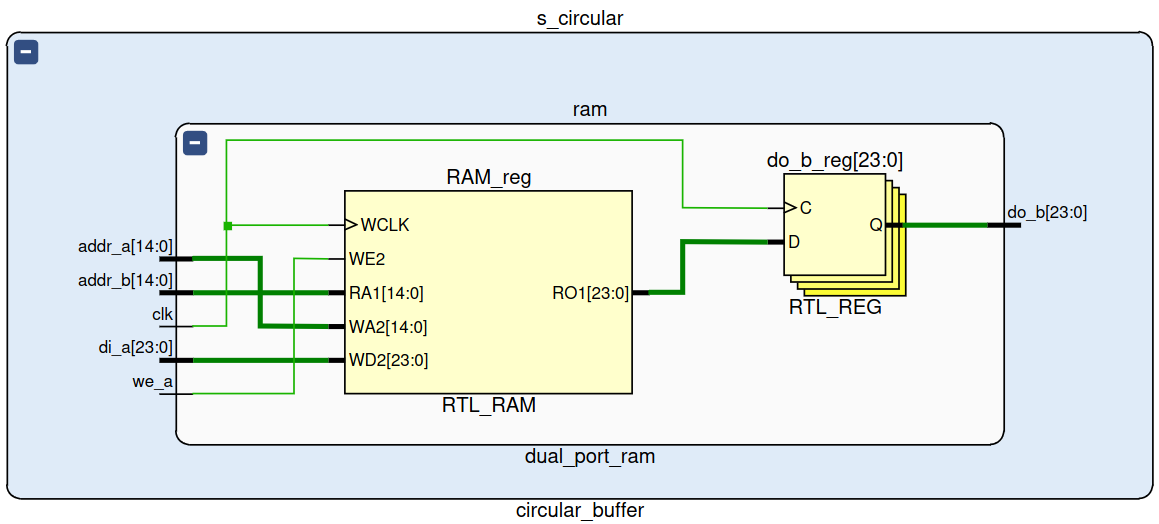 s_circular
ram
RAM_reg
do_b_reg[23:0]
WCLK
C
Q
do_b[23:0]
addr_a[14:0]
WE2
D
addr_b[14:0]
RA1[14:0]
RO1[23:0]
clk
WA2[14:0]
RTL_REG
di_a[23:0]
WD2[23:0]
we_a
RTL_RAM
dual_port_ram
circular_buffer